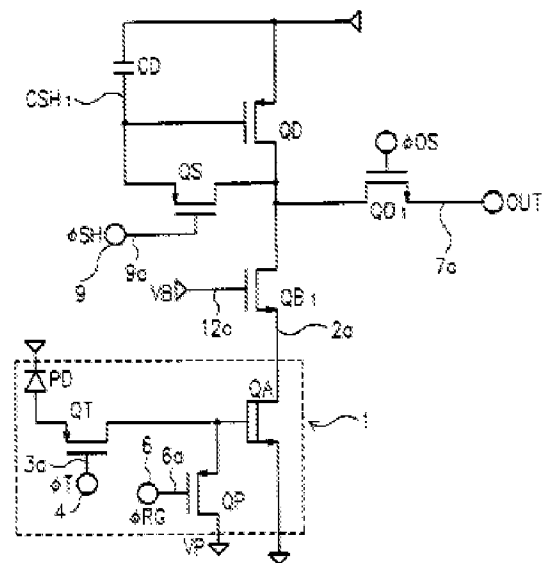 CD
CSH1
QD
QS
φOS
OUT
QO1
7a
φSH
9a
9
VB
QB1
12a
2a
PD
QT
QA
1
3a
φT
4
6
6a
φRG
QP
VP